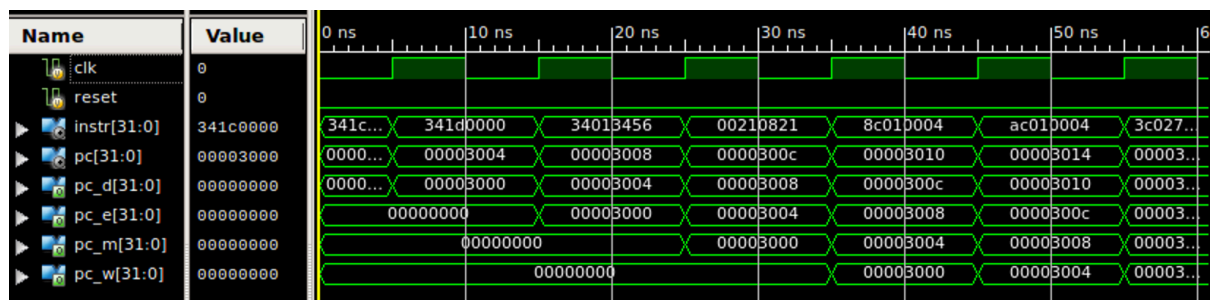 Name Value 0 ns 10 ns 20 ns 30 ns 40 ns 50 ns 6
clk 0
reset 0
instr[31:0] 341c0000 341c... 341d0000 34013456 00210821 8c010004 ac010004 3c027...
pc[31:0] 00003000 0000... 00003004 00003008 0000300c 00003010 00003014 00003...
pc_d[31:0] 00000000 0000... 00003000 00003004 00003008 0000300c 00003010 00003...
pc_e[31:0] 00000000 00000000 00003000 00003004 00003008 0000300c 00003...
pc_m[31:0] 00000000 00000000 00003000 00003004 00003008 00003...
pc_w[31:0] 00000000 00000000 00003000 00003004 00003...